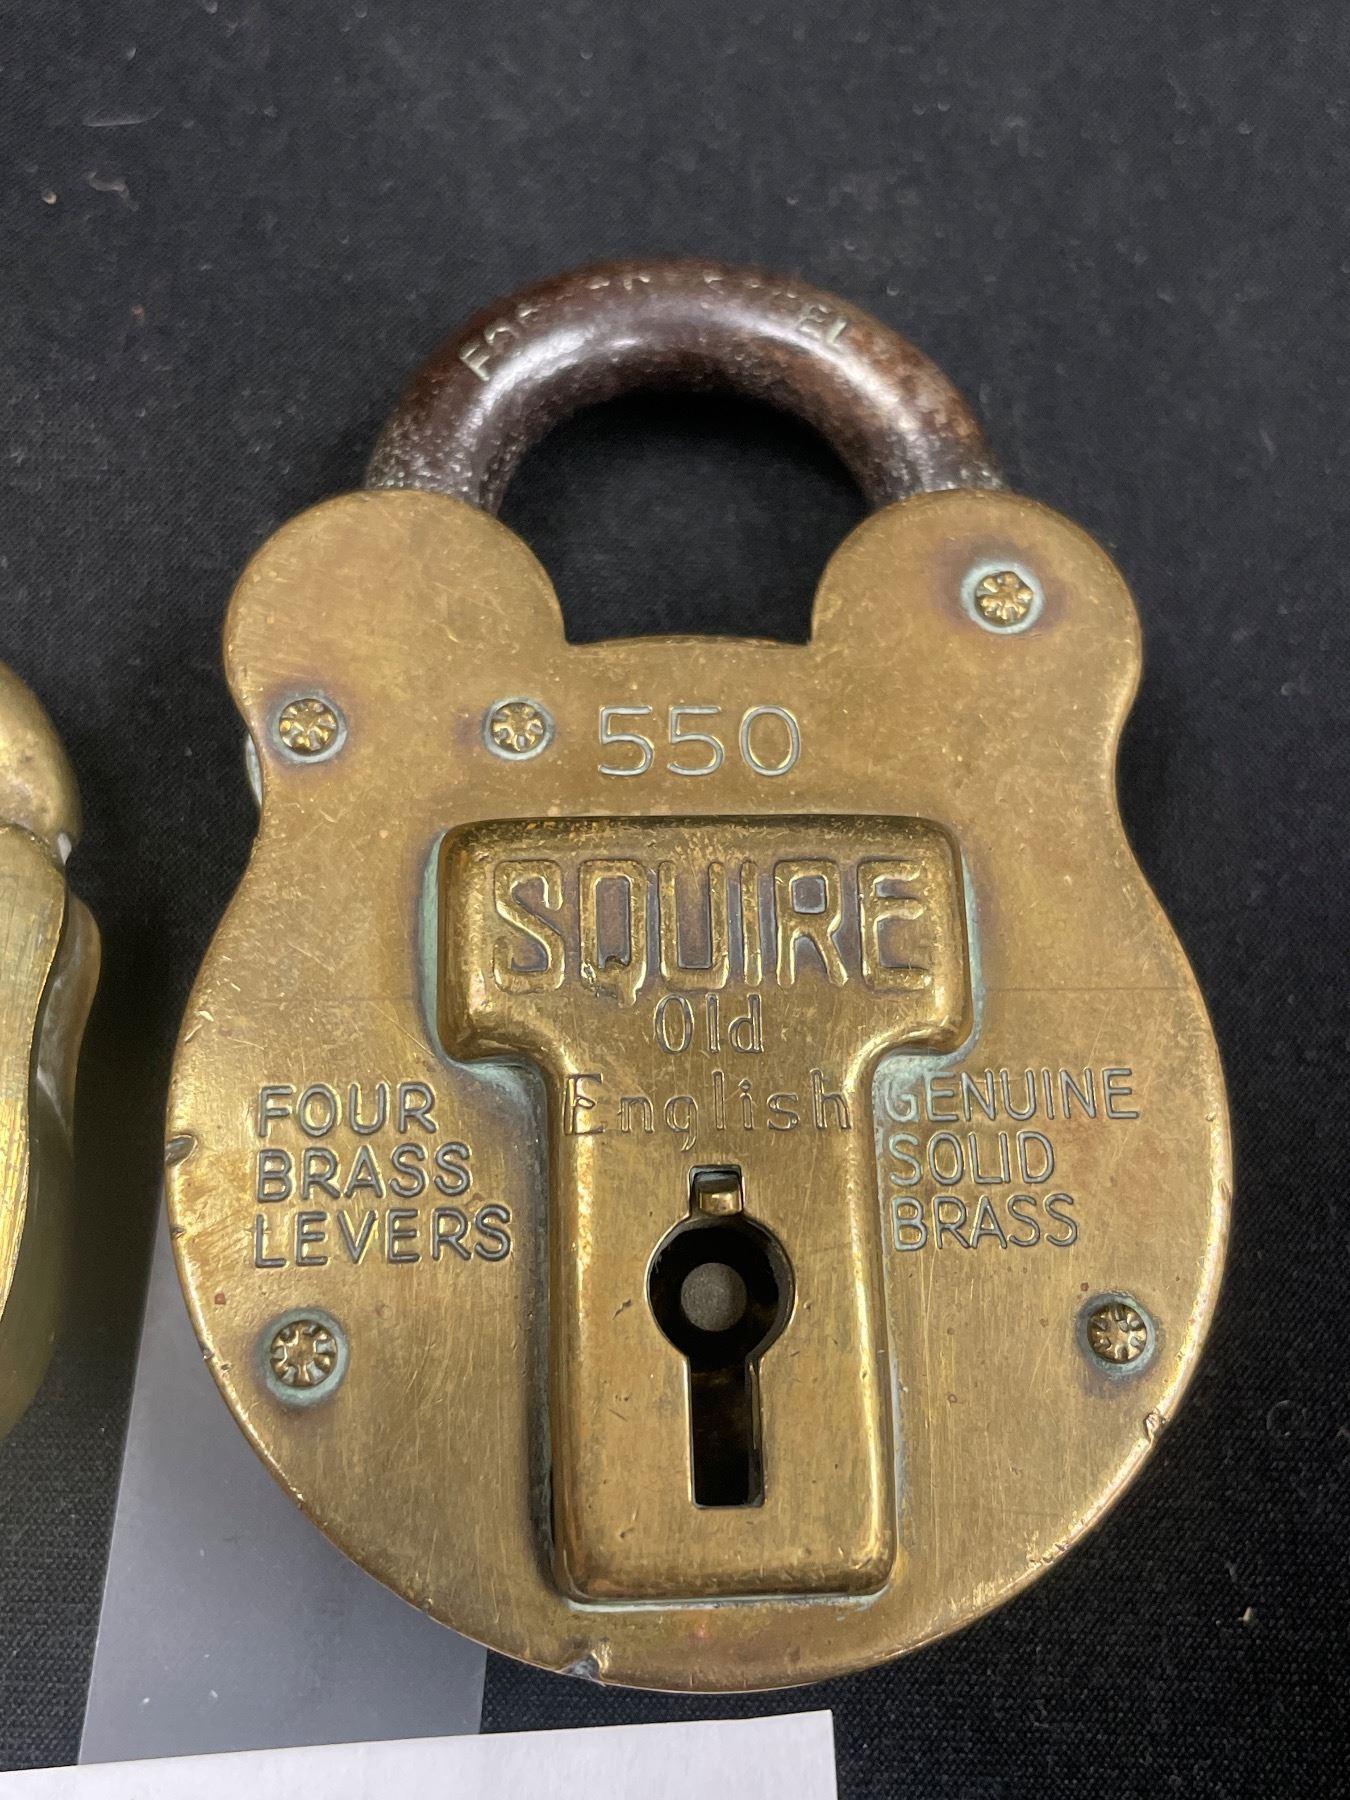 550
SQUIRE
Old
English
FOUR
BRASS
LEVERS
GENUINE
SOLID
BRASS